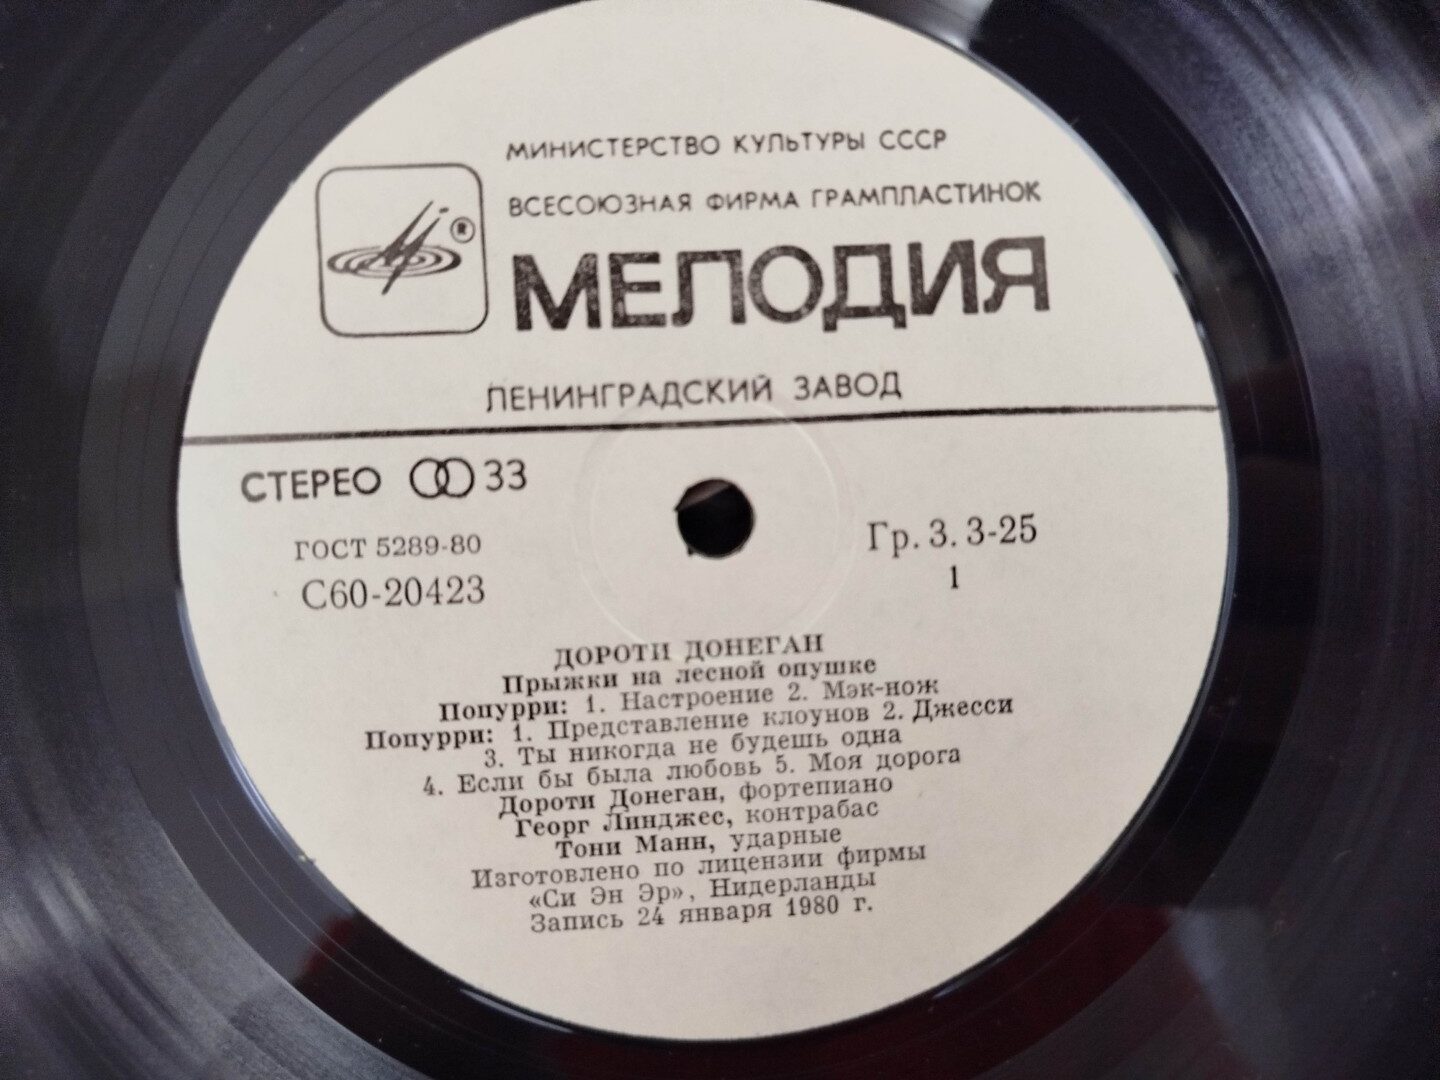 МИНИСТЕРСТВО КУЛЬТУРЫ СССР
ВСЕСОЮЗНАЯ ФИРМА ГРАМПЛАСТИНОК
®
МЕЛОДИЯ
ЛЕНИНГРАДСКИЙ ЗАВОД
СТЕРЕО 33
ГОСТ 5289-80
С60-20423
Гр. 3. 3-25
1
ДОРОТИ ДОНЕГАН
Прыжки на лесной опушке
Попурри: 1. Настроение 2. Мэк-нож
Попурри: 1. Представление клоунов 2. Джесси
3. Ты никогда не будешь одна
4. Если бы была любовь 5. Моя дорога
Дороти Донеган, фортепиано
Георг Линджес, контрабас
Тони Манн, ударные
Изготовлено по лицензии фирмы
«Си Эн Эр», Нидерланды
Запись 24 января 1980 г.